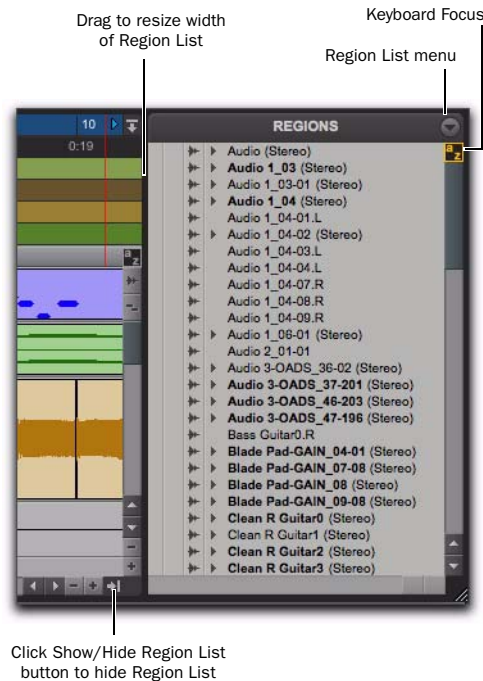 Keyboard Focus
Drag to resize width
of Region List
Region List menu
10
0:19
REGIONS
a z
Audio (Stereo)
Audio 1_03 (Stereo)
Audio 1_03-01 (Stereo)
Audio 1_04 (Stereo)
Audio 1_04-01.L
Audio 1_04-02 (Stereo)
Audio 1_04-03.L
Audio 1_04-04.L
Audio 1_04-07.R
Audio 1_04-08.R
Audio 1_04-09.R
Audio 1_06-01 (Stereo)
Audio 2_01-01
Audio 3-OADS_36-02 (Stereo)
Audio 3-OADS_37-201 (Stereo)
Audio 3-OADS_46-203 (Stereo)
Audio 3-OADS_47-196 (Stereo)
Bass Guitar0.R
Blade Pad-GAIN_04-01 (Stereo)
Blade Pad-GAIN_07-08 (Stereo)
Blade Pad-GAIN_08 (Stereo)
Blade Pad-GAIN_09-08 (Stereo)
Clean R Guitar0 (Stereo)
Clean R Guitar1 (Stereo)
Clean R Guitar2 (Stereo)
Clean R Guitar3 (Stereo)
a z
Click Show/Hide Region List
button to hide Region List